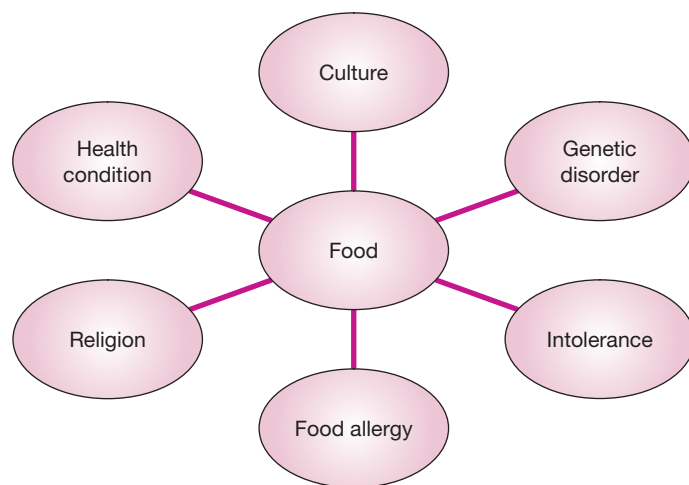 Culture
Health
condition
Genetic
disorder
Food
Religion
Intolerance
Food allergy